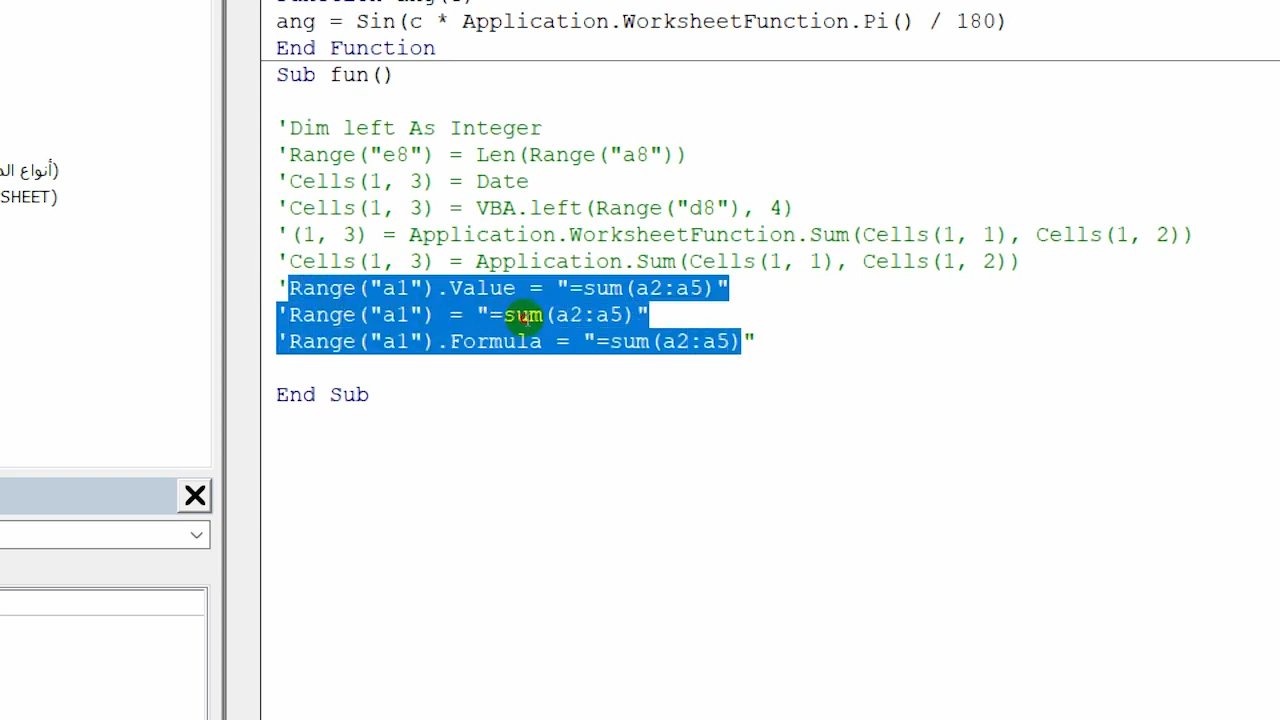 ang = Sin(c * Application.WorksheetFunction.Pi() / 180)
End Function
Sub fun()
'Dim left As Integer
'Range("e8") = Len(Range("a8"))
'Cells(1, 3) = Date
'Cells(1, 3) = VBA.left(Range("d8"), 4)
'(1, 3) = Application.WorksheetFunction.Sum(Cells(1, 1), Cells(1, 2))
'Cells(1, 3) = Application.Sum(Cells(1, 1), Cells(1, 2))
'Range("a1").Value = "=sum(a2:a5)"
'Range("a1") = "=sum(a2:a5)"
'Range("a1").Formula = "=sum(a2:a5)"
End Sub
(أنواع
SHEET)